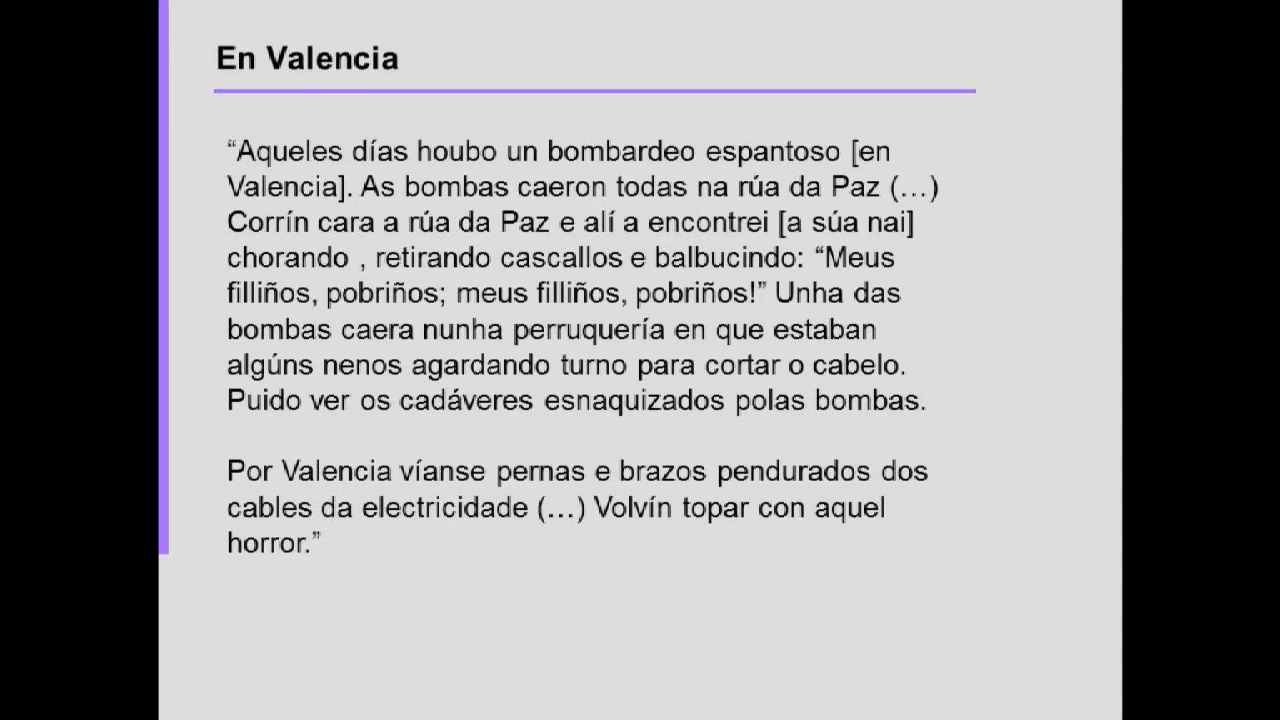 En Valencia
“Aqueles días houbo un bombardeo espantoso [en
Valencia]. As bombas caeron todas na rúa da Paz (…)
Corrín cara a rúa da Paz e alí a encontrei [a súa nai]
chorando , retirando cascallos e balbucindo: “Meus
filliños, pobriños; meus filliños, pobriños!” Unha das
bombas caera nunha perruquería en que estaban
algúns nenos agardando turno para cortar o cabelo.
Puido ver os cadáveres esnaquizados polas bombas.
Por Valencia víanse pernas e brazos pendurados dos
cables da electricidade (…) Volvín topar con aquel
horror.”